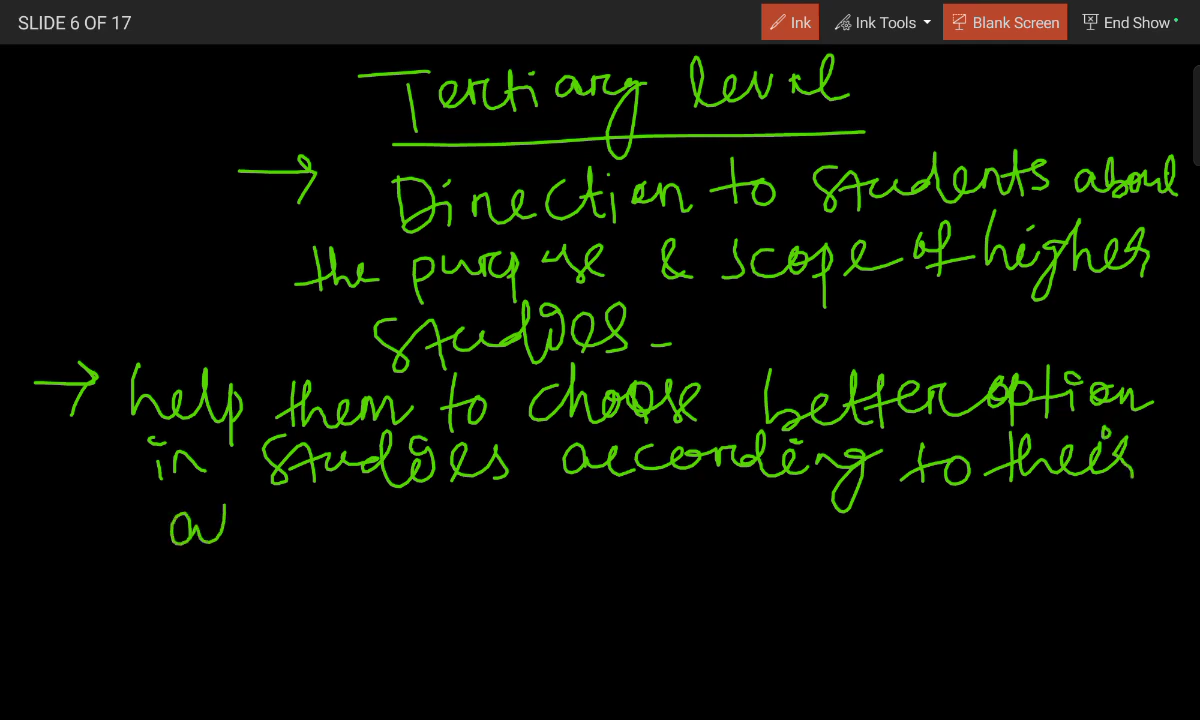 SLIDE 6 OF 17 Ink Ink Tools Blank Screen End Show
Tertiary level
→ Direction to students about
the purpose & scope of higher
studies -
→ help them to choose better option
in studies according to their